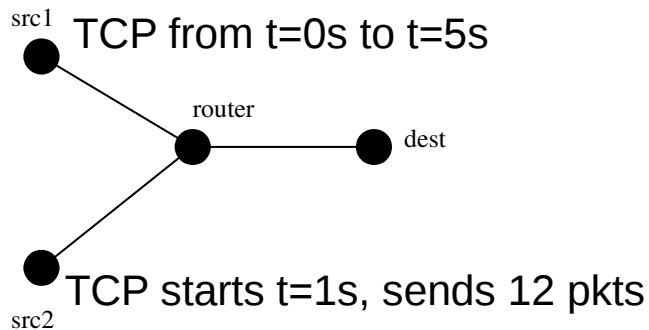 src1
TCP from t=0s to t=5s
router
dest
TCP starts t=1s, sends 12 pkts
src2